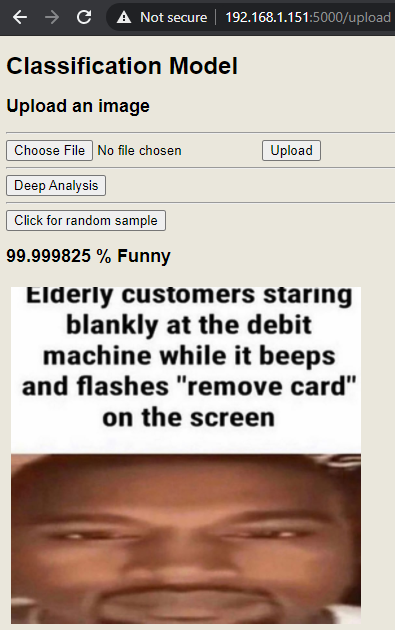 Not secure | 192.168.1.151:5000/upload
Classification Model
Upload an image
Choose File No file chosen Upload
Deep Analysis
Click for random sample
99.999825 % Funny
Elderly customers staring
blankly at the debit
machine while it beeps
and flashes "remove card"
on the screen